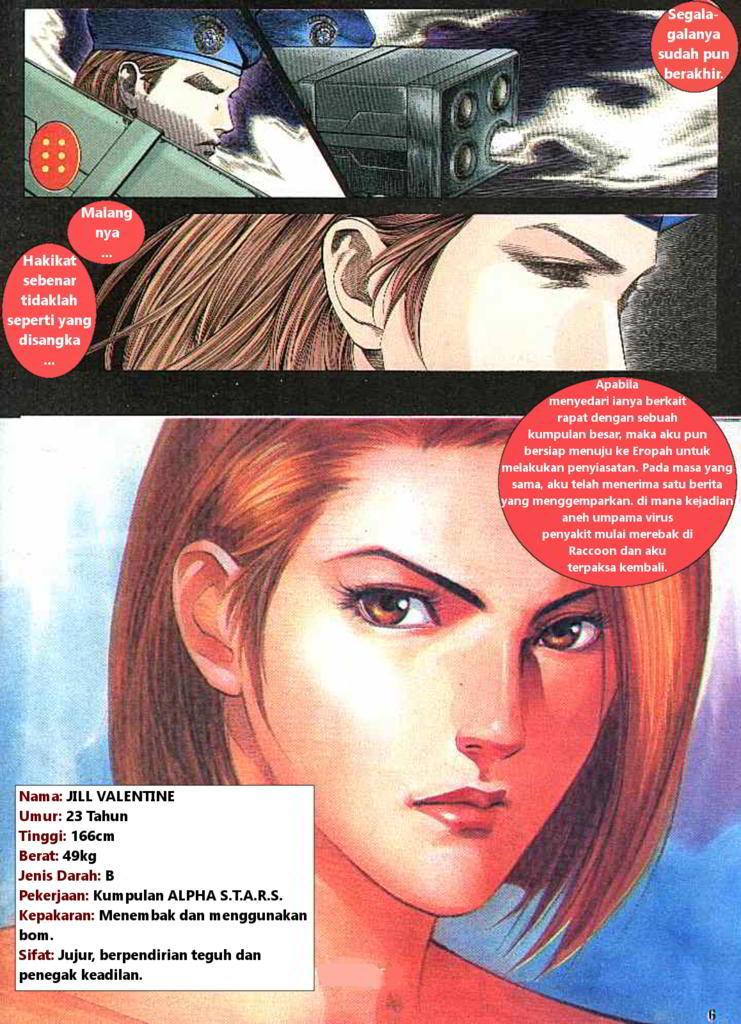 Segala-
galanya
sudah pun
berakhir.
Malang
nya
...
Hakikat
sebenar
tidaklah
seperti yang
disangka
...
Apabila
menyedari ianya berkait
rapat dengan sebuah
kumpulan besar, maka aku pun
bersiap menuju ke Eropah untuk
melakukan penyiasatan. Pada masa yang
sama, aku telah menerima satu berita
yang menggemparkan. di mana kejadian
aneh umpama virus
penyakit mulai merebak di
Raccoon dan aku
terpaksa kembali.
Nama: JILL VALENTINE
Umur: 23 Tahun
Tinggi: 166cm
Berat: 49kg
Jenis Darah: B
Pekerjaan: Kumpulan ALPHA S.T.A.R.S.
Kepakaran: Menembak dan menggunakan
bom.
Sifat: Jujur, berpendirian teguh dan
penegak keadilan.
6